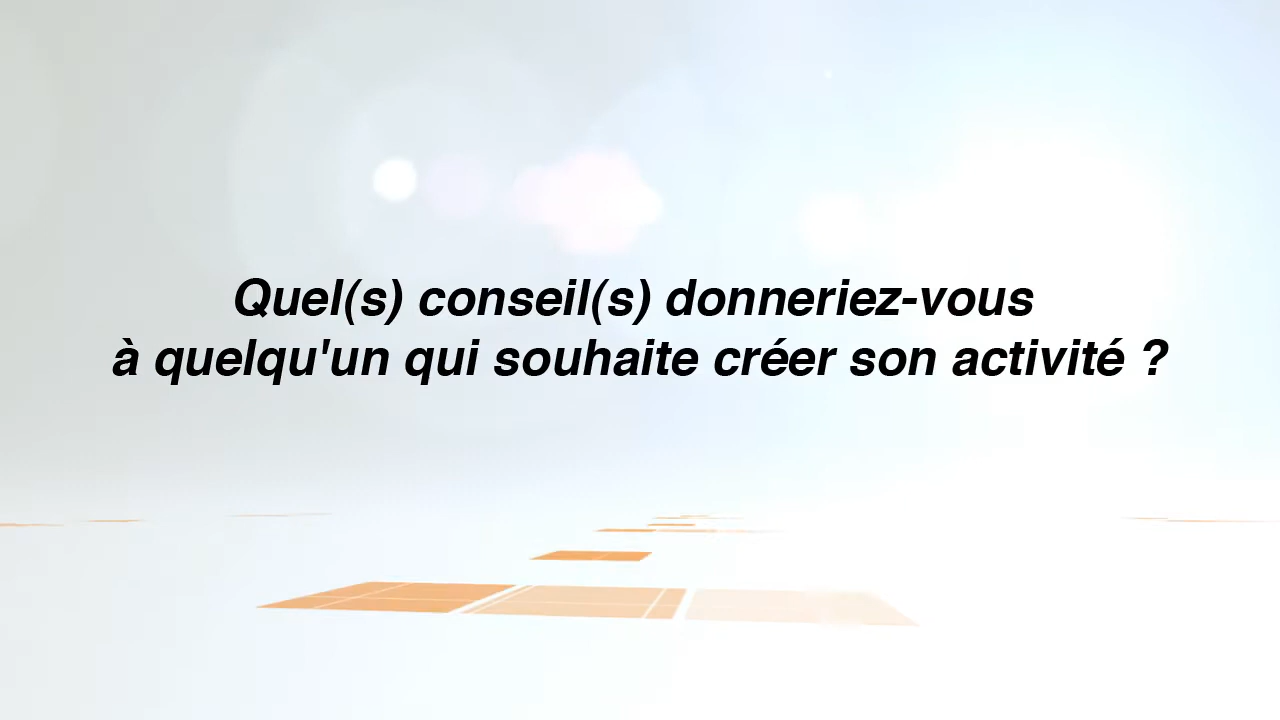 Quel(s) conseil(s) donneriez-vous
à quelqu'un qui souhaite créer son activité ?